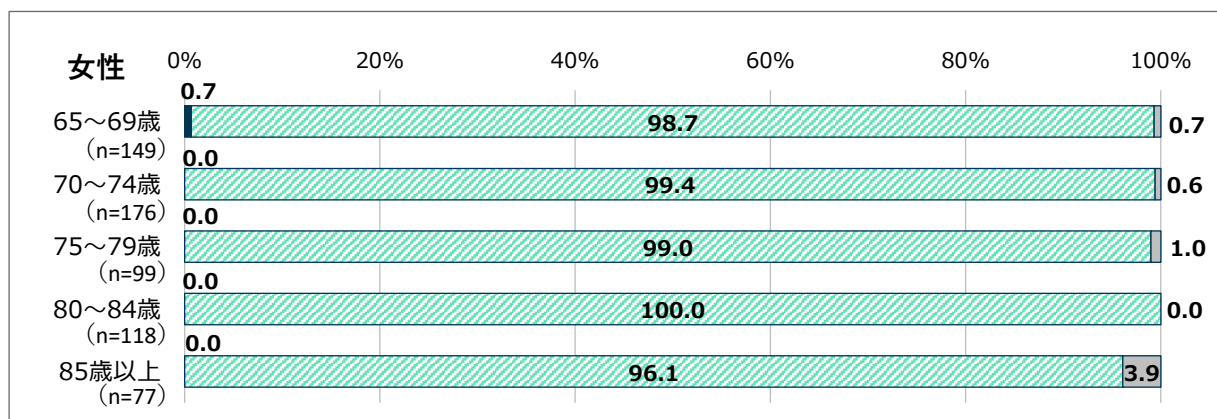 女性
0% 20% 40% 60% 80% 100%
0.7
65～69歳 98.7 0.7
（n=149）
0.0
70～74歳 99.4 0.6
（n=176）
0.0
75～79歳 99.0 1.0
（n=99）
0.0
80～84歳 100.0 0.0
（n=118）
0.0
85歳以上 96.1 3.9
（n=77）